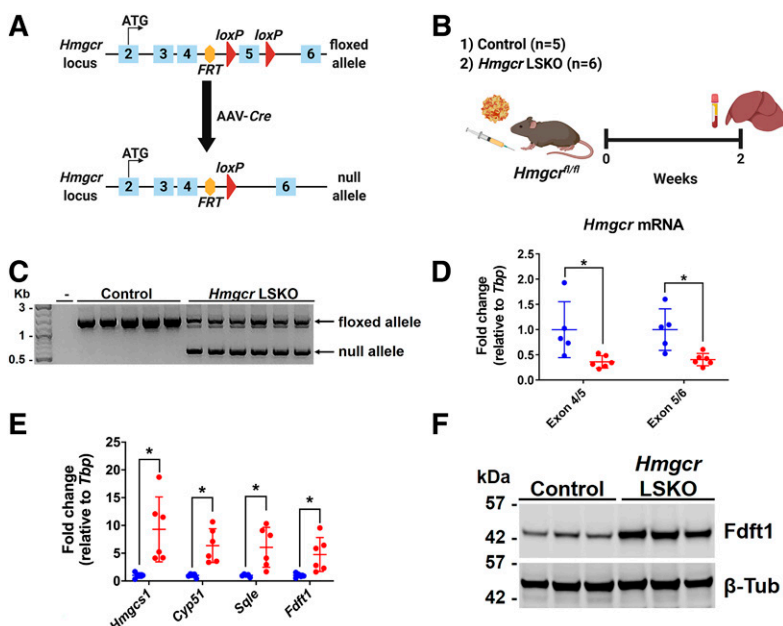 A
Hmgcr locus
ATG
2 3 4 5 6
loxP loxP
FRT
floxed allele
AAV-Cre
Hmgcr locus
ATG
2 3 4 6
loxP
FRT
null allele
B
1) Control (n=5)
2) Hmgcr LSKO (n=6)
Hmgcr^fl/fl
0 2
Weeks
C
Kb
3 -
1 -
0.5 -
-
Control
Hmgcr LSKO
floxed allele
null allele
D
Hmgcr mRNA
Fold change
(relative to Tbp)
2.5
2.0
1.5
1.0
0.5
0.0
* *
Exon 4/5
Exon 5/6
E
Fold change
(relative to Tbp)
25
20
15
10
5
0
* * * *
Hmgcs1
Cyp51
Sqle
Fdft1
F
kDa
57 -
42 -
57 -
42 -
Control
Hmgcr
LSKO
Fdft1
β-Tub